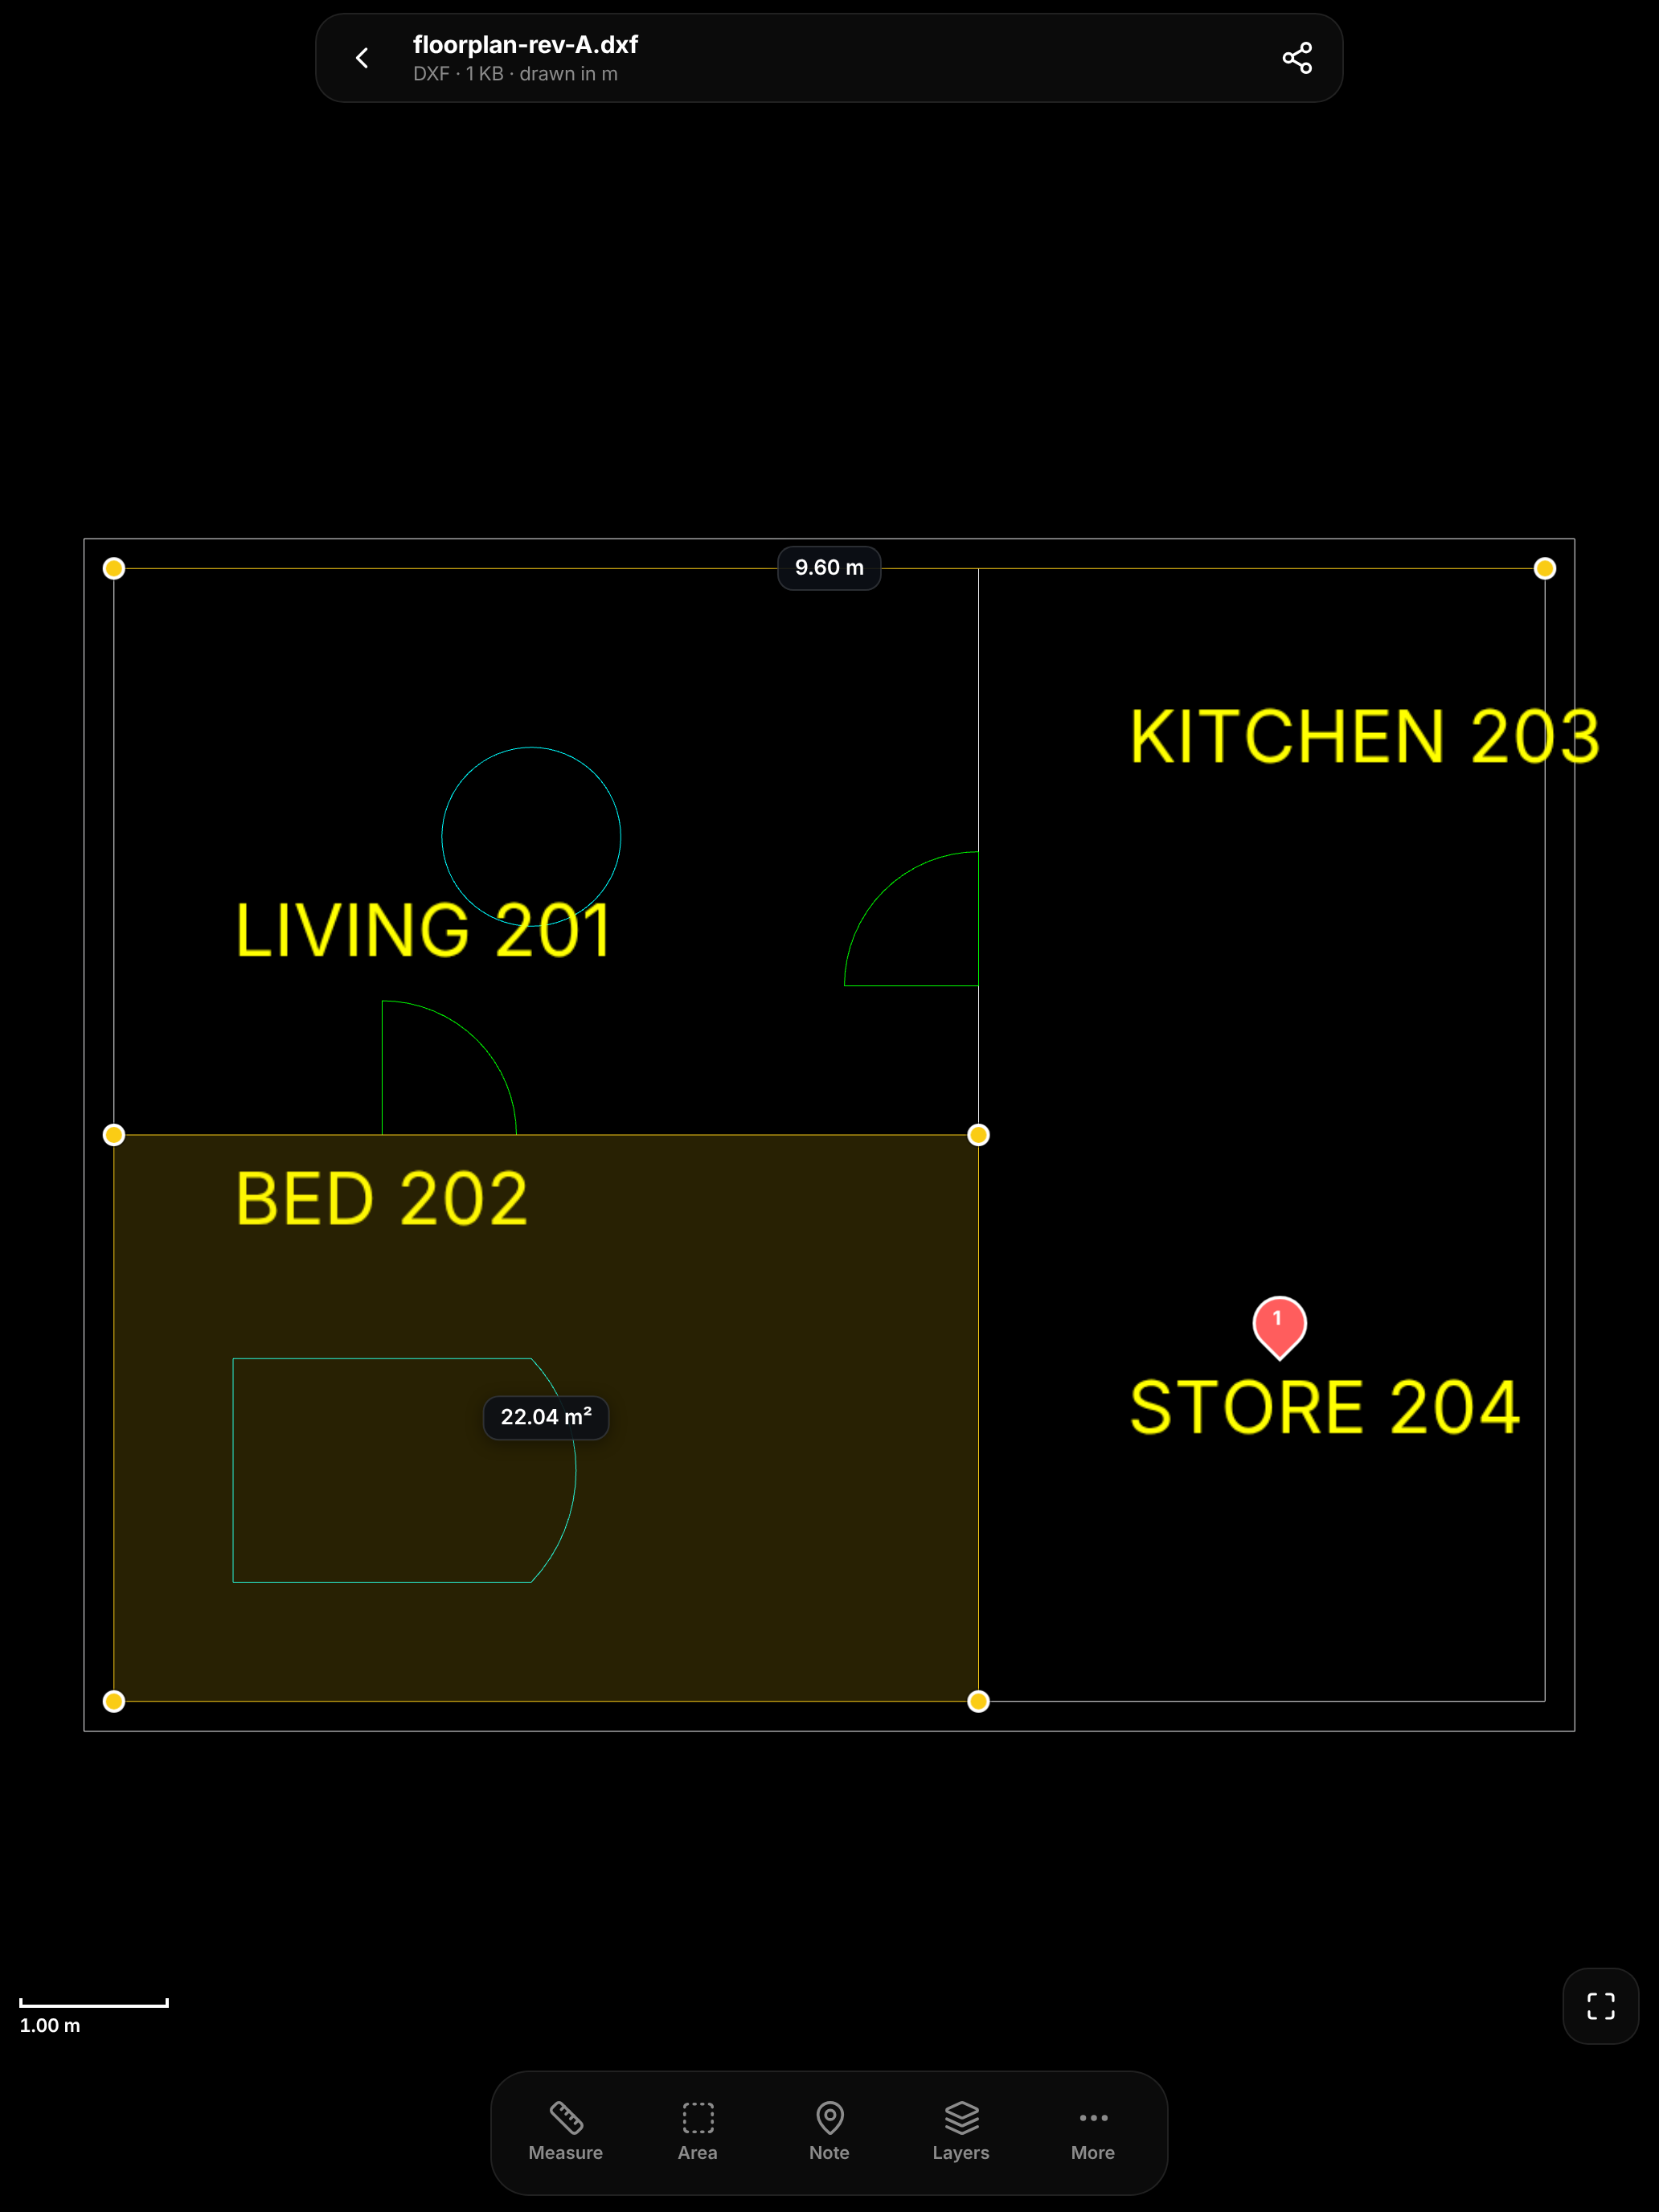 floorplan-rev-A.dxf
DXF · 1 KB · drawn in m
9.60 m
KITCHEN 203
LIVING 201
BED 202
1
STORE 204
22.04 m²
1.00 m
Measure
Area
Note
Layers
More